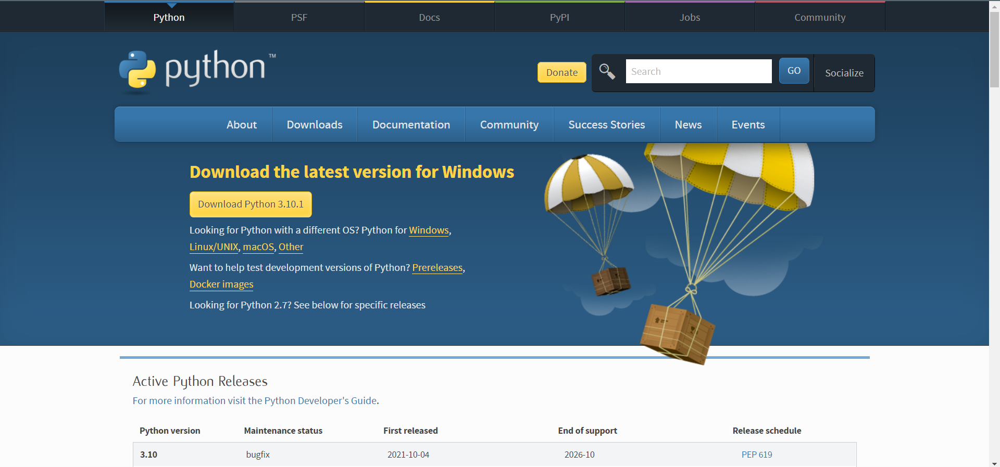 Python
PSF
Docs
PyPI
Jobs
Community
python™
Donate
Search
GO
Socialize
About
Downloads
Documentation
Community
Success Stories
News
Events
Download the latest version for Windows
Download Python 3.10.1
Looking for Python with a different OS? Python for Windows,
Linux/UNIX, macOS, Other
Want to help test development versions of Python? Prereleases,
Docker images
Looking for Python 2.7? See below for specific releases
Active Python Releases
For more information visit the Python Developer's Guide.
Python version Maintenance status First released End of support Release schedule
3.10 bugfix 2021-10-04 2026-10 PEP 619